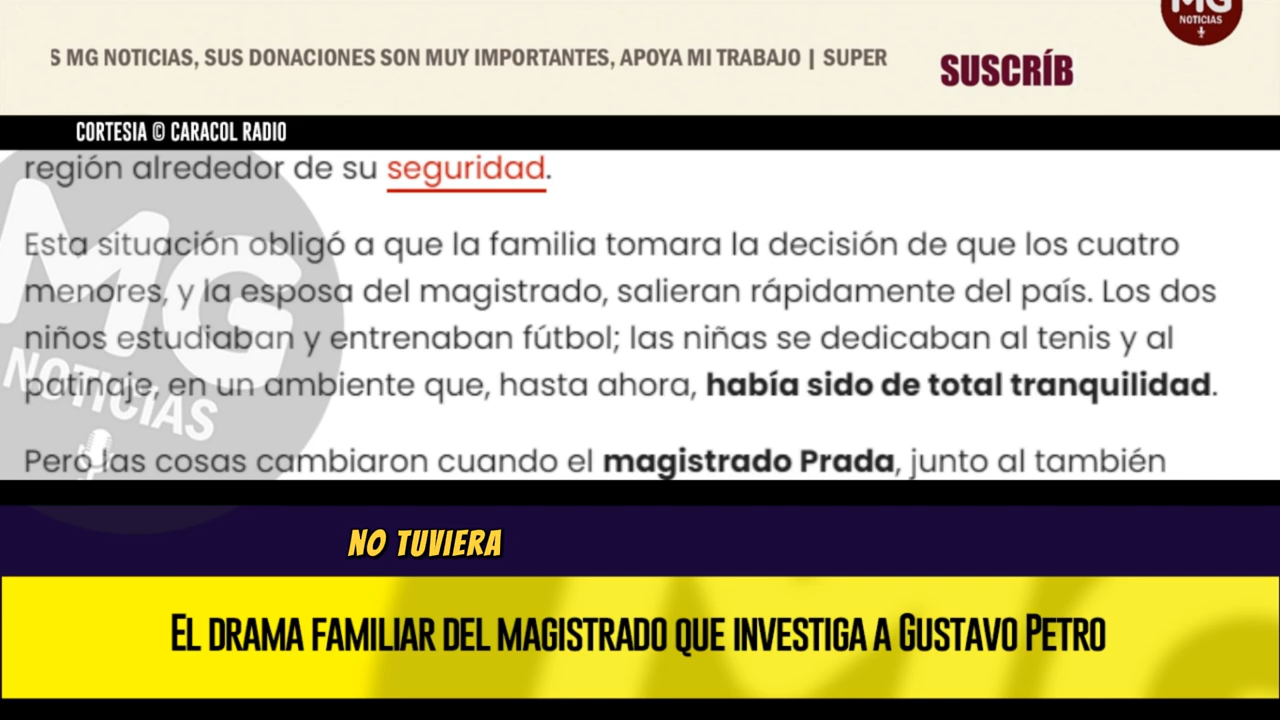 S MG NOTICIAS, SUS DONACIONES SON MUY IMPORTANTES, APOYA MI TRABAJO | SUPER
SUSCRÍB
MG
NOTICIAS
CORTESIA © CARACOL RADIO
región alrededor de su seguridad.
Esta situación obligó a que la familia tomara la decisión de que los cuatro
menores, y la esposa del magistrado, salieran rápidamente del país. Los dos
niños estudiaban y entrenaban fútbol; las niñas se dedicaban al tenis y al
patinaje, en un ambiente que, hasta ahora, había sido de total tranquilidad.
Pero las cosas cambiaron cuando el magistrado Prada, junto al también
MG
NOTICIAS
NO TUVIERA
El drama familiar del magistrado que investiga a Gustavo Petro